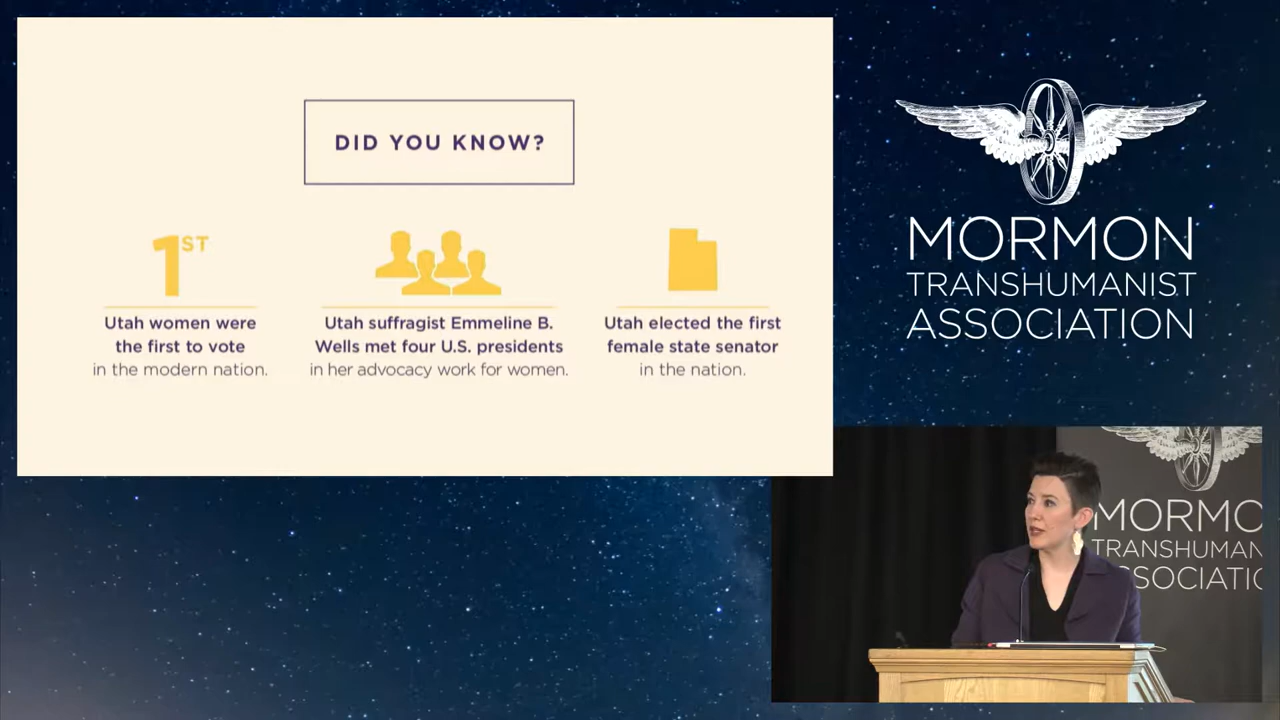 DID YOU KNOW?
1ST
Utah women were
the first to vote
in the modern nation.
Utah suffragist Emmeline B.
Wells met four U.S. presidents
in her advocacy work for women.
Utah elected the first
female state senator
in the nation.
MORMON
TRANSHUMANIST
ASSOCIATION
MORMO
TRANSHUMAN
SSOCIATIO